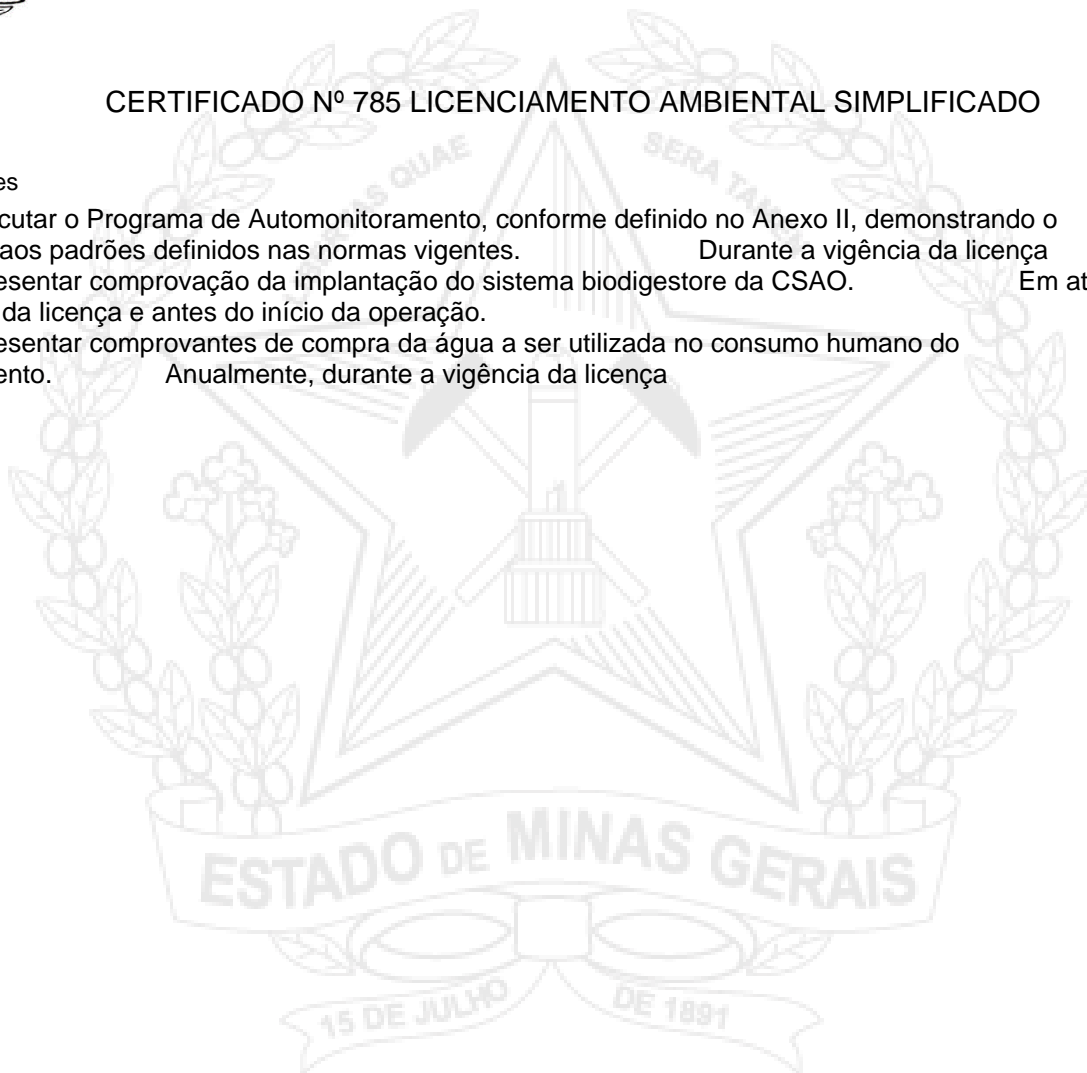 CERTIFICADO Nº 785 LICENCIAMENTO AMBIENTAL SIMPLIFICADO
es
cutar o Programa de Automonitoramento, conforme definido no Anexo II, demonstrando o
aos padrões definidos nas normas vigentes. Durante a vigência da licença
esentar comprovação da implantação do sistema biodigestore da CSAO. Em at
da licença e antes do início da operação.
esentar comprovantes de compra da água a ser utilizada no consumo humano do
ento. Anualmente, durante a vigência da licença
QUAE SERA
ESTADO DE MINAS GERAIS
15 DE JULHO DE 1891